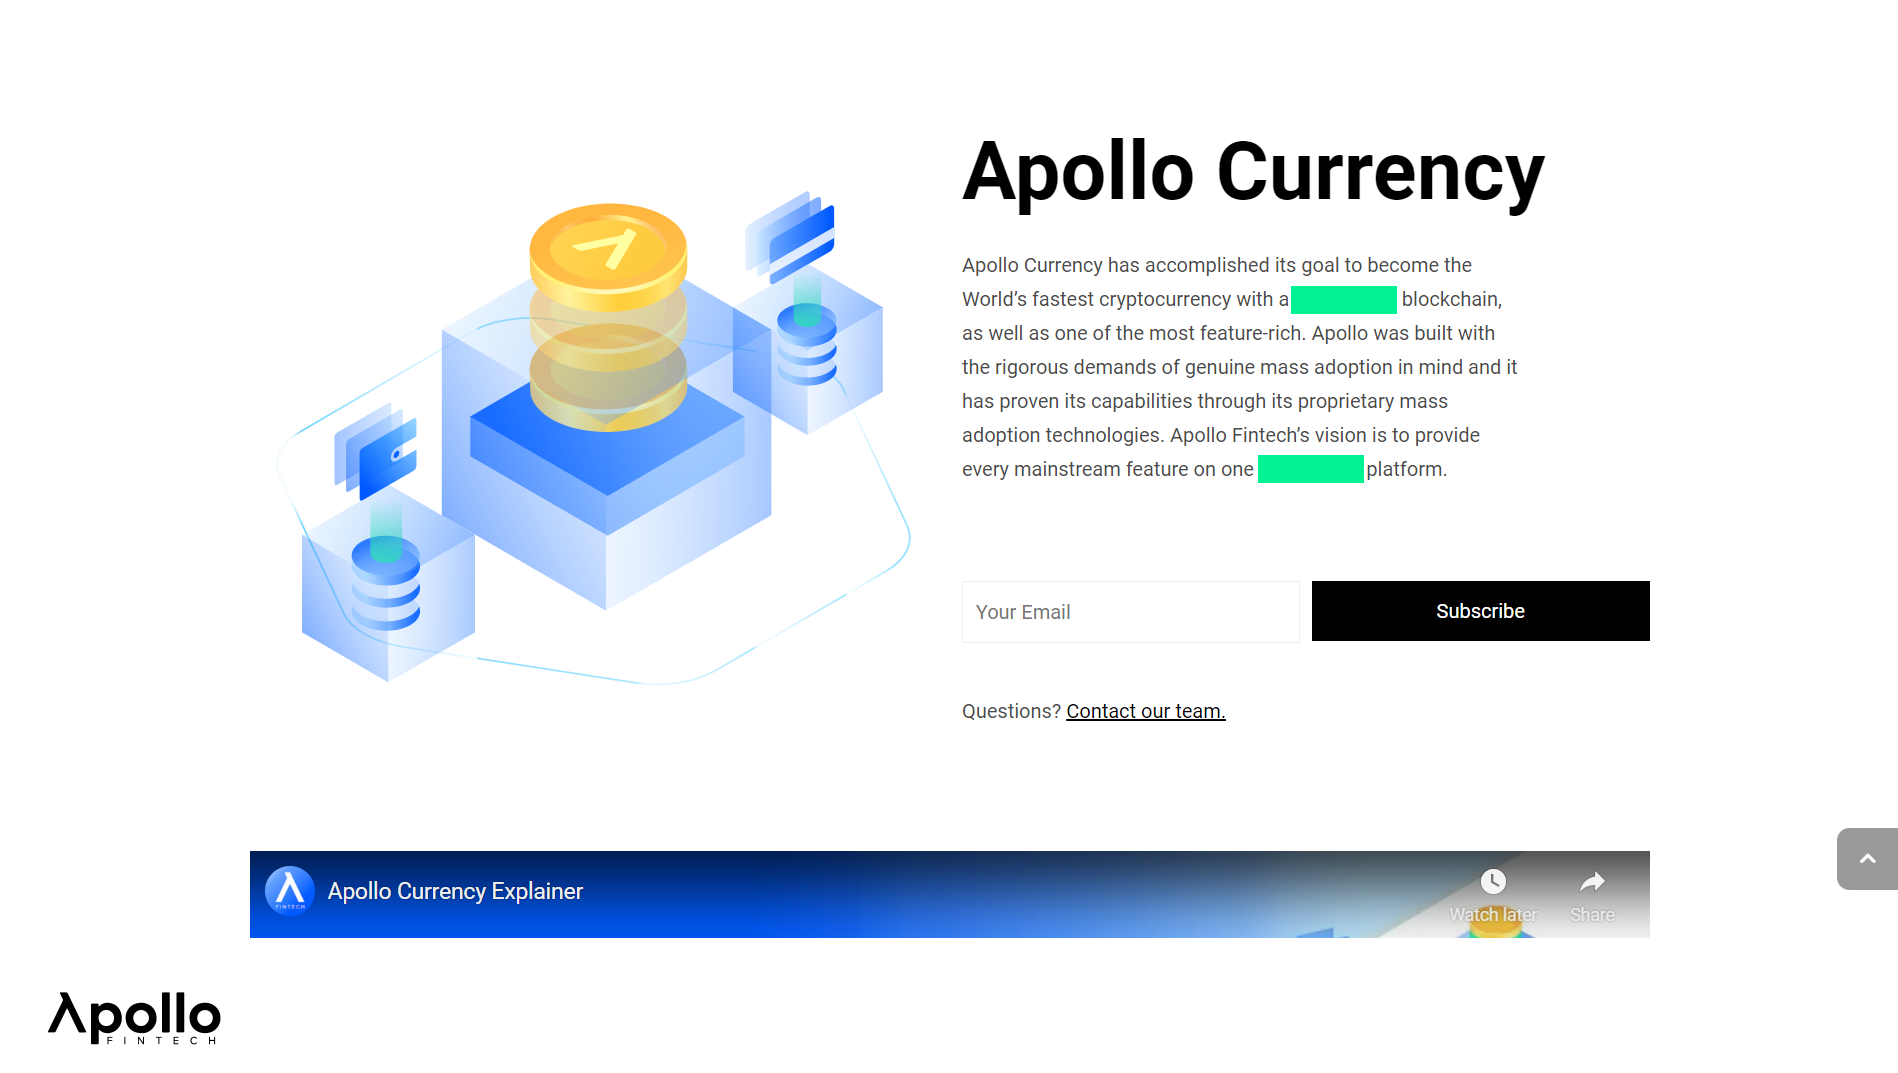 Apollo Currency
Apollo Currency has accomplished its goal to become the
World’s fastest cryptocurrency with a blockchain,
as well as one of the most feature-rich. Apollo was built with
the rigorous demands of genuine mass adoption in mind and it
has proven its capabilities through its proprietary mass
adoption technologies. Apollo Fintech’s vision is to provide
every mainstream feature on one platform.
Your Email
Subscribe
Questions? Contact our team.
FINTECH
Apollo Currency Explainer
Watch later
Share
Apollo
FINTECH